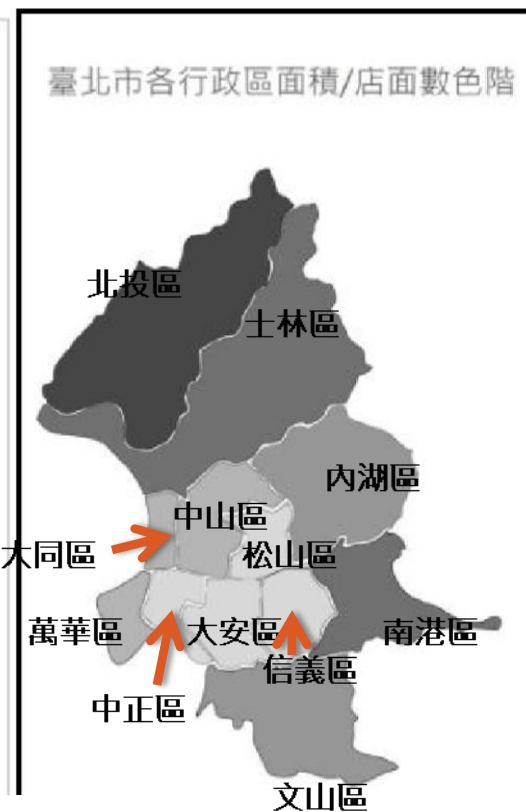 臺北市各行政區面積/店面數色階
北投區
士林區
內湖區
中山區
大同區
松山區
萬華區
大安區
南港區
信義區
中正區
文山區